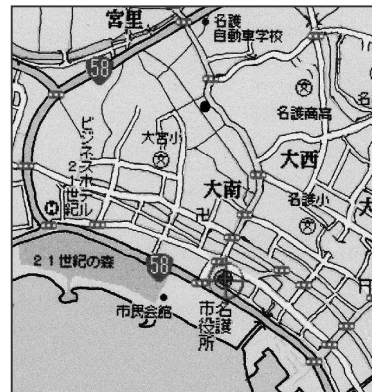 宮里
名護
自動車学校
58
大宮小
名護商高
大西
ビジネスホテル
21世紀
大南
名護小
大
21世紀の森
58
市民会館
名護
市役所